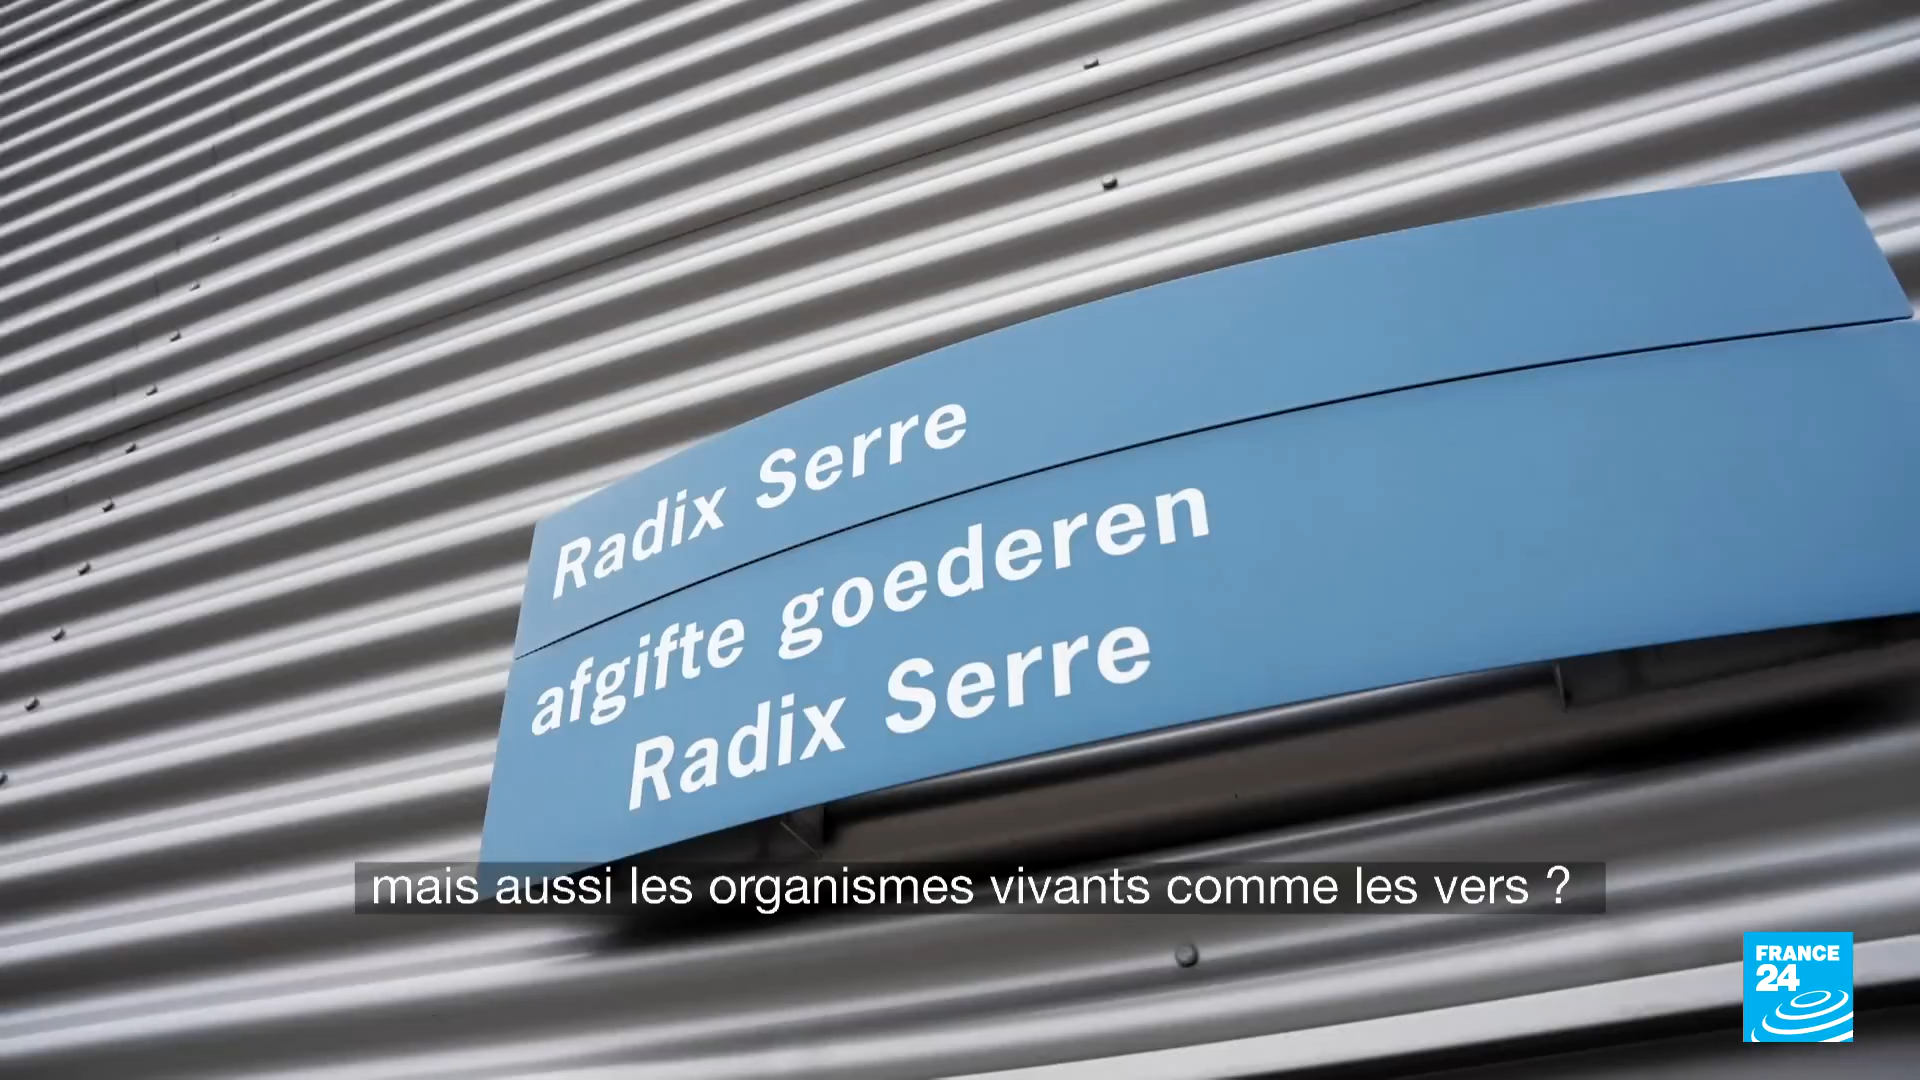 Radix Serre
afgifte goederen
Radix Serre
mais aussi les organismes vivants comme les vers ?
FRANCE
24